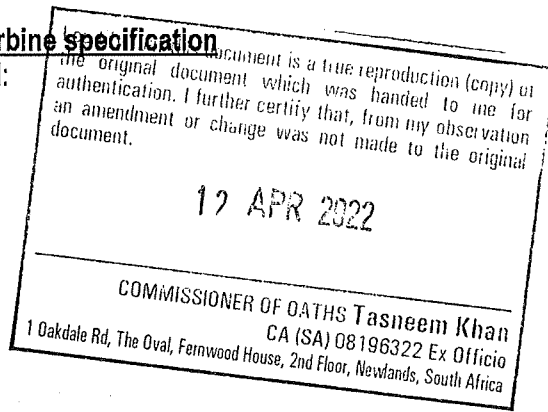 rbine specification
:
document is a true reproduction (copy) of
the original document which was handed to me for
authentication. I further certify that, from my observation
an amendment or change was not made to the original
document.
12 APR 2022
COMMISSIONER OF OATHS Tasneem Khan
CA (SA) 08196322 Ex Officio
1 Oakdale Rd, The Oval, Fernwood House, 2nd Floor, Newlands, South Africa